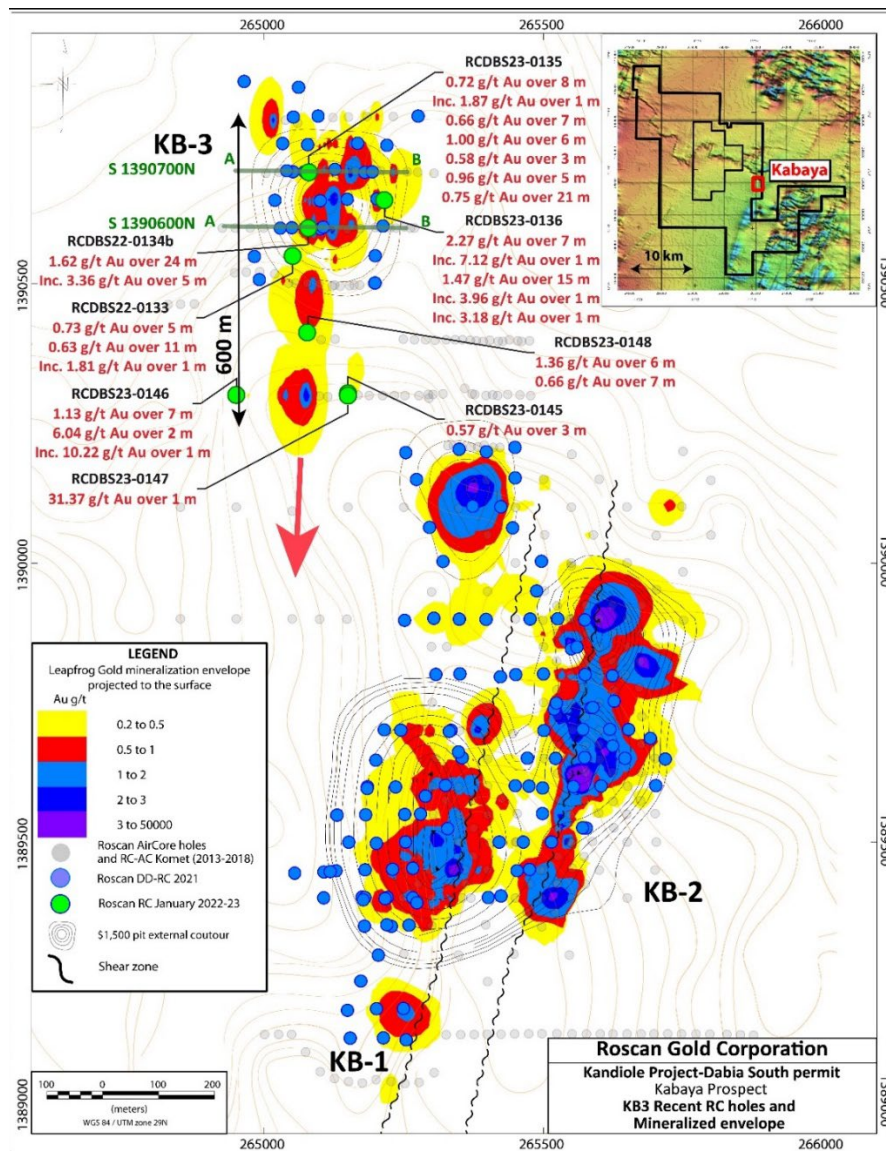 265000
265500
266000
KB-3
RCDBS23-0135
0.72 g/t Au over 8 m
Inc. 1.87 g/t Au over 1 m
0.66 g/t Au over 7 m
1.00 g/t Au over 6 m
0.58 g/t Au over 3 m
0.96 g/t Au over 5 m
0.75 g/t Au over 21 m
Kabaya
10 km
A
B
S 1390700N
S 1390600N
A
B
RCDBS23-0136
2.27 g/t Au over 7 m
Inc. 7.12 g/t Au over 1 m
1.47 g/t Au over 15 m
Inc. 3.96 g/t Au over 1 m
Inc. 3.18 g/t Au over 1 m
RCDBS22-0134b
1.62 g/t Au over 24 m
Inc. 3.36 g/t Au over 5 m
RCDBS22-0133
0.73 g/t Au over 5 m
0.63 g/t Au over 11 m
Inc. 1.81 g/t Au over 1 m
600 m
RCDBS23-0148
1.36 g/t Au over 6 m
0.66 g/t Au over 7 m
RCDBS23-0146
1.13 g/t Au over 7 m
6.04 g/t Au over 2 m
Inc. 10.22 g/t Au over 1 m
RCDBS23-0145
0.57 g/t Au over 3 m
RCDBS23-0147
31.37 g/t Au over 1 m
1390500
1390500
1390000
1390000
1389500
1389500
1389000
1389000
LEGEND
Leapfrog Gold mineralization envelope
projected to the surface
Au g/t
0.2 to 0.5
0.5 to 1
1 to 2
2 to 3
3 to 50000
Roscan AirCore holes
and RC-AC Komet (2013-2018)
Roscan DD-RC 2021
Roscan RC January 2022-23
$1,500 pit external coutour
Shear zone
KB-2
KB-1
100
0
100
200
(meters)
WGS 84 / UTM zone 29N
Roscan Gold Corporation
Kandiole Project-Dabia South permit
Kabaya Prospect
KB3 Recent RC holes and
Mineralized envelope
265000
265500
266000